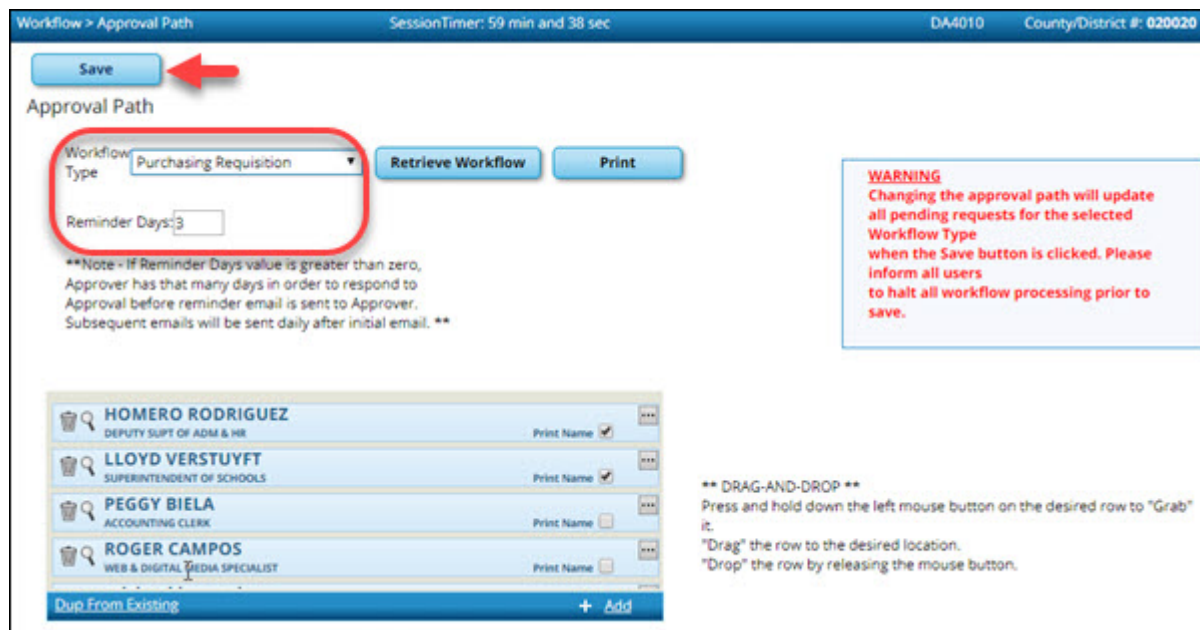 Workflow > Approval Path SessionTimer: 59 min and 38 sec DA4010 County/District #: 020020
Save
Approval Path
Workflow Type Purchasing Requisition Retrieve Workflow Print
Reminder Days: 3
**Note - If Reminder Days value is greater than zero,
Approver has that many days in order to respond to
Approval before reminder email is sent to Approver.
Subsequent emails will be sent daily after initial email. **
WARNING
Changing the approval path will update
all pending requests for the selected
Workflow Type
when the Save button is clicked. Please
inform all users
to halt all workflow processing prior to
save.
HOMERO RODRIGUEZ
DEPUTY SUPT OF ADM & HR Print Name
LLOYD VERSTUYFT
SUPERINTENDENT OF SCHOOLS Print Name
PEGGY BIELA
ACCOUNTING CLERK Print Name
ROGER CAMPOS
WEB & DIGITAL MEDIA SPECIALIST Print Name
Dup From Existing + Add
** DRAG-AND-DROP **
Press and hold down the left mouse button on the desired row to "Grab"
it.
"Drag" the row to the desired location.
"Drop" the row by releasing the mouse button.